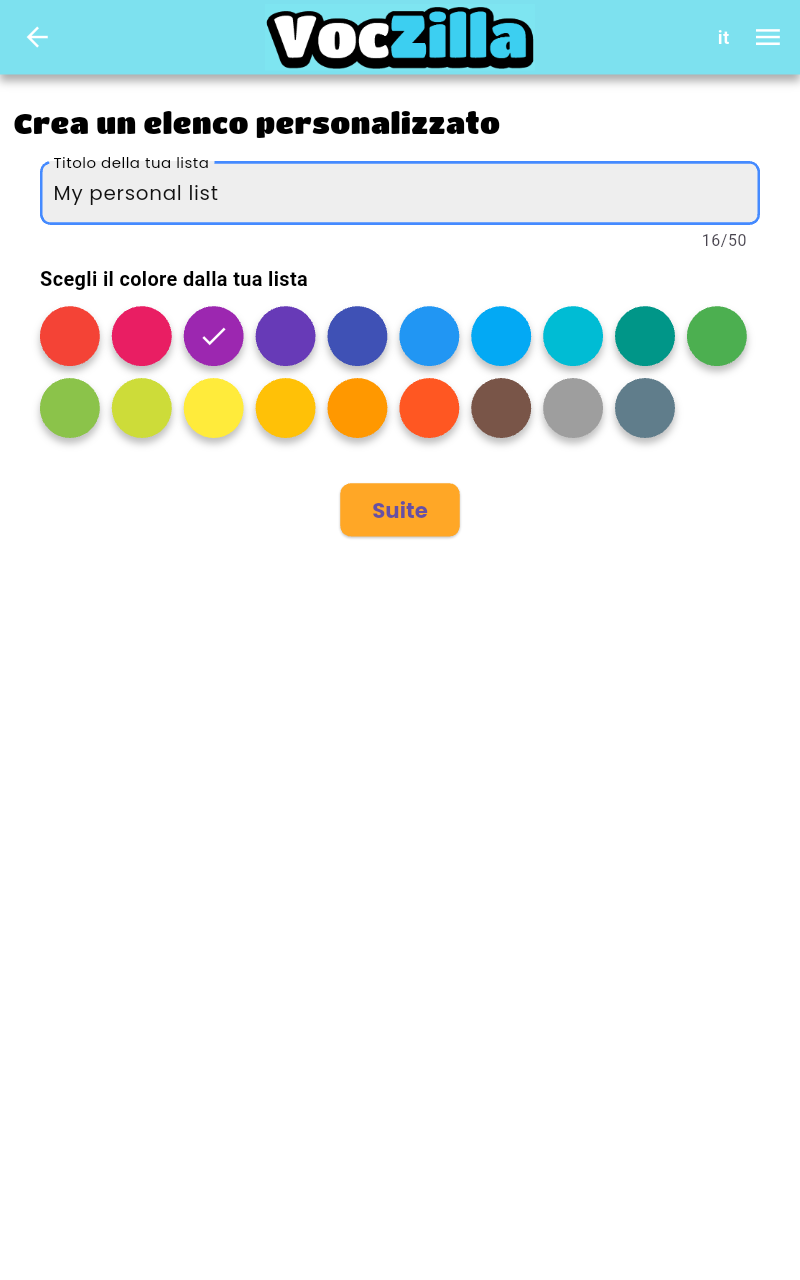 VocZilla
it
Crea un elenco personalizzato
Titolo della tua lista
My personal list
16/50
Scegli il colore dalla tua lista
Suite